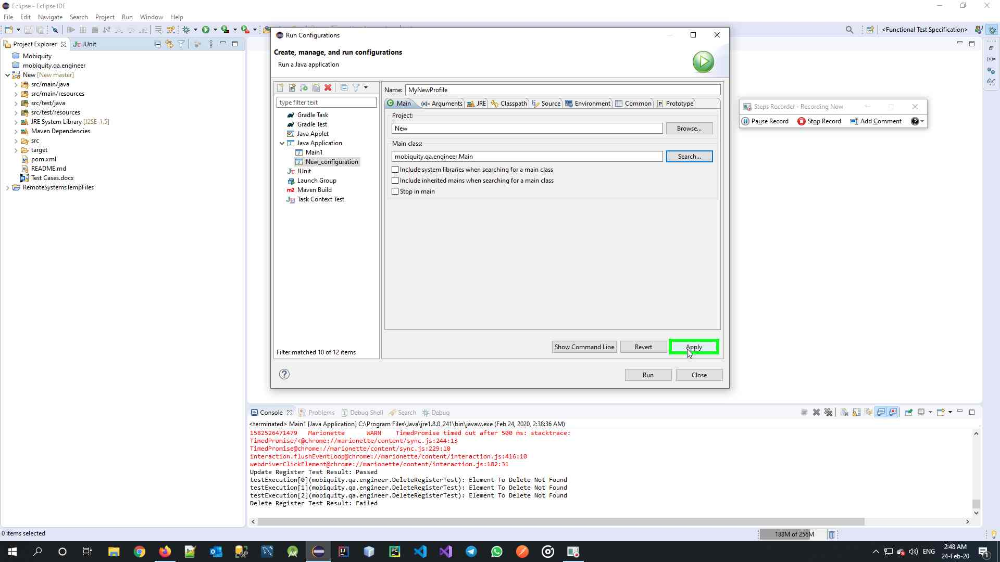 Eclipse - Eclipse IDE
File Edit Navigate Search Project Run Window Help
<Functional Test Specification>
Project Explorer
JUnit
Mobiquity
mobiquity.qa.engineer
New [New master]
src/main/java
src/main/resources
src/test/java
src/test/resources
JRE System Library [J2SE-1.5]
Maven Dependencies
src
target
pom.xml
README.md
Test Cases.docx
RemoteSystemsTempFiles
Run Configurations
Create, manage, and run configurations
Run a Java application
type filter text
Gradle Task
Gradle Test
Java Applet
Java Application
Main1
New_configuration
JUnit
Launch Group
Maven Build
Task Context Test
Filter matched 10 of 12 items
Name: MyNewProfile
Main Arguments JRE Classpath Source Environment Common Prototype
Project:
New
Browse...
Main class:
mobiquity.qa.engineer.Main
Search...
Include system libraries when searching for a main class
Include inherited mains when searching for a main class
Stop in main
Show Command Line Revert Apply
Run Close
Steps Recorder - Recording Now
Pause Record Stop Record Add Comment
Console Problems Debug Shell Search Debug
<terminated> Main1 [Java Application] C:\Program Files\Java\jre1.8.0_241\bin\javaw.exe (Feb 24, 2020, 2:38:36 AM)
1582526471479 Marionette WARN TimedPromise timed out after 500 ms: stacktrace:
TimedPromise/<@chrome://marionette/content/sync.js:244:13
TimedPromise@chrome://marionette/content/sync.js:229:10
interaction.flushEventLoop@chrome://marionette/content/interaction.js:416:10
webdriverClickElement@chrome://marionette/content/interaction.js:182:31
Update Register Test Result: Passed
testExecution[0](mobiquity.qa.engineer.DeleteRegisterTest): Element To Delete Not Found
testExecution[1](mobiquity.qa.engineer.DeleteRegisterTest): Element To Delete Not Found
testExecution[2](mobiquity.qa.engineer.DeleteRegisterTest): Element To Delete Not Found
Delete Register Test Result: Failed
0 items selected
188M of 256M
ENG
2:48 AM
24-Feb-20